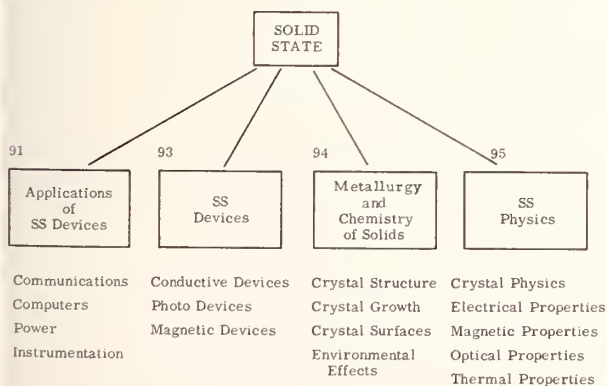 SOLID
STATE
91
Applications
of
SS Devices
Communications
Computers
Power
Instrumentation
93
SS
Devices
Conductive Devices
Photo Devices
Magnetic Devices
94
Metallurgy
and
Chemistry
of Solids
Crystal Structure
Crystal Growth
Crystal Surfaces
Environmental
Effects
95
SS
Physics
Crystal Physics
Electrical Properties
Magnetic Properties
Optical Properties
Thermal Properties